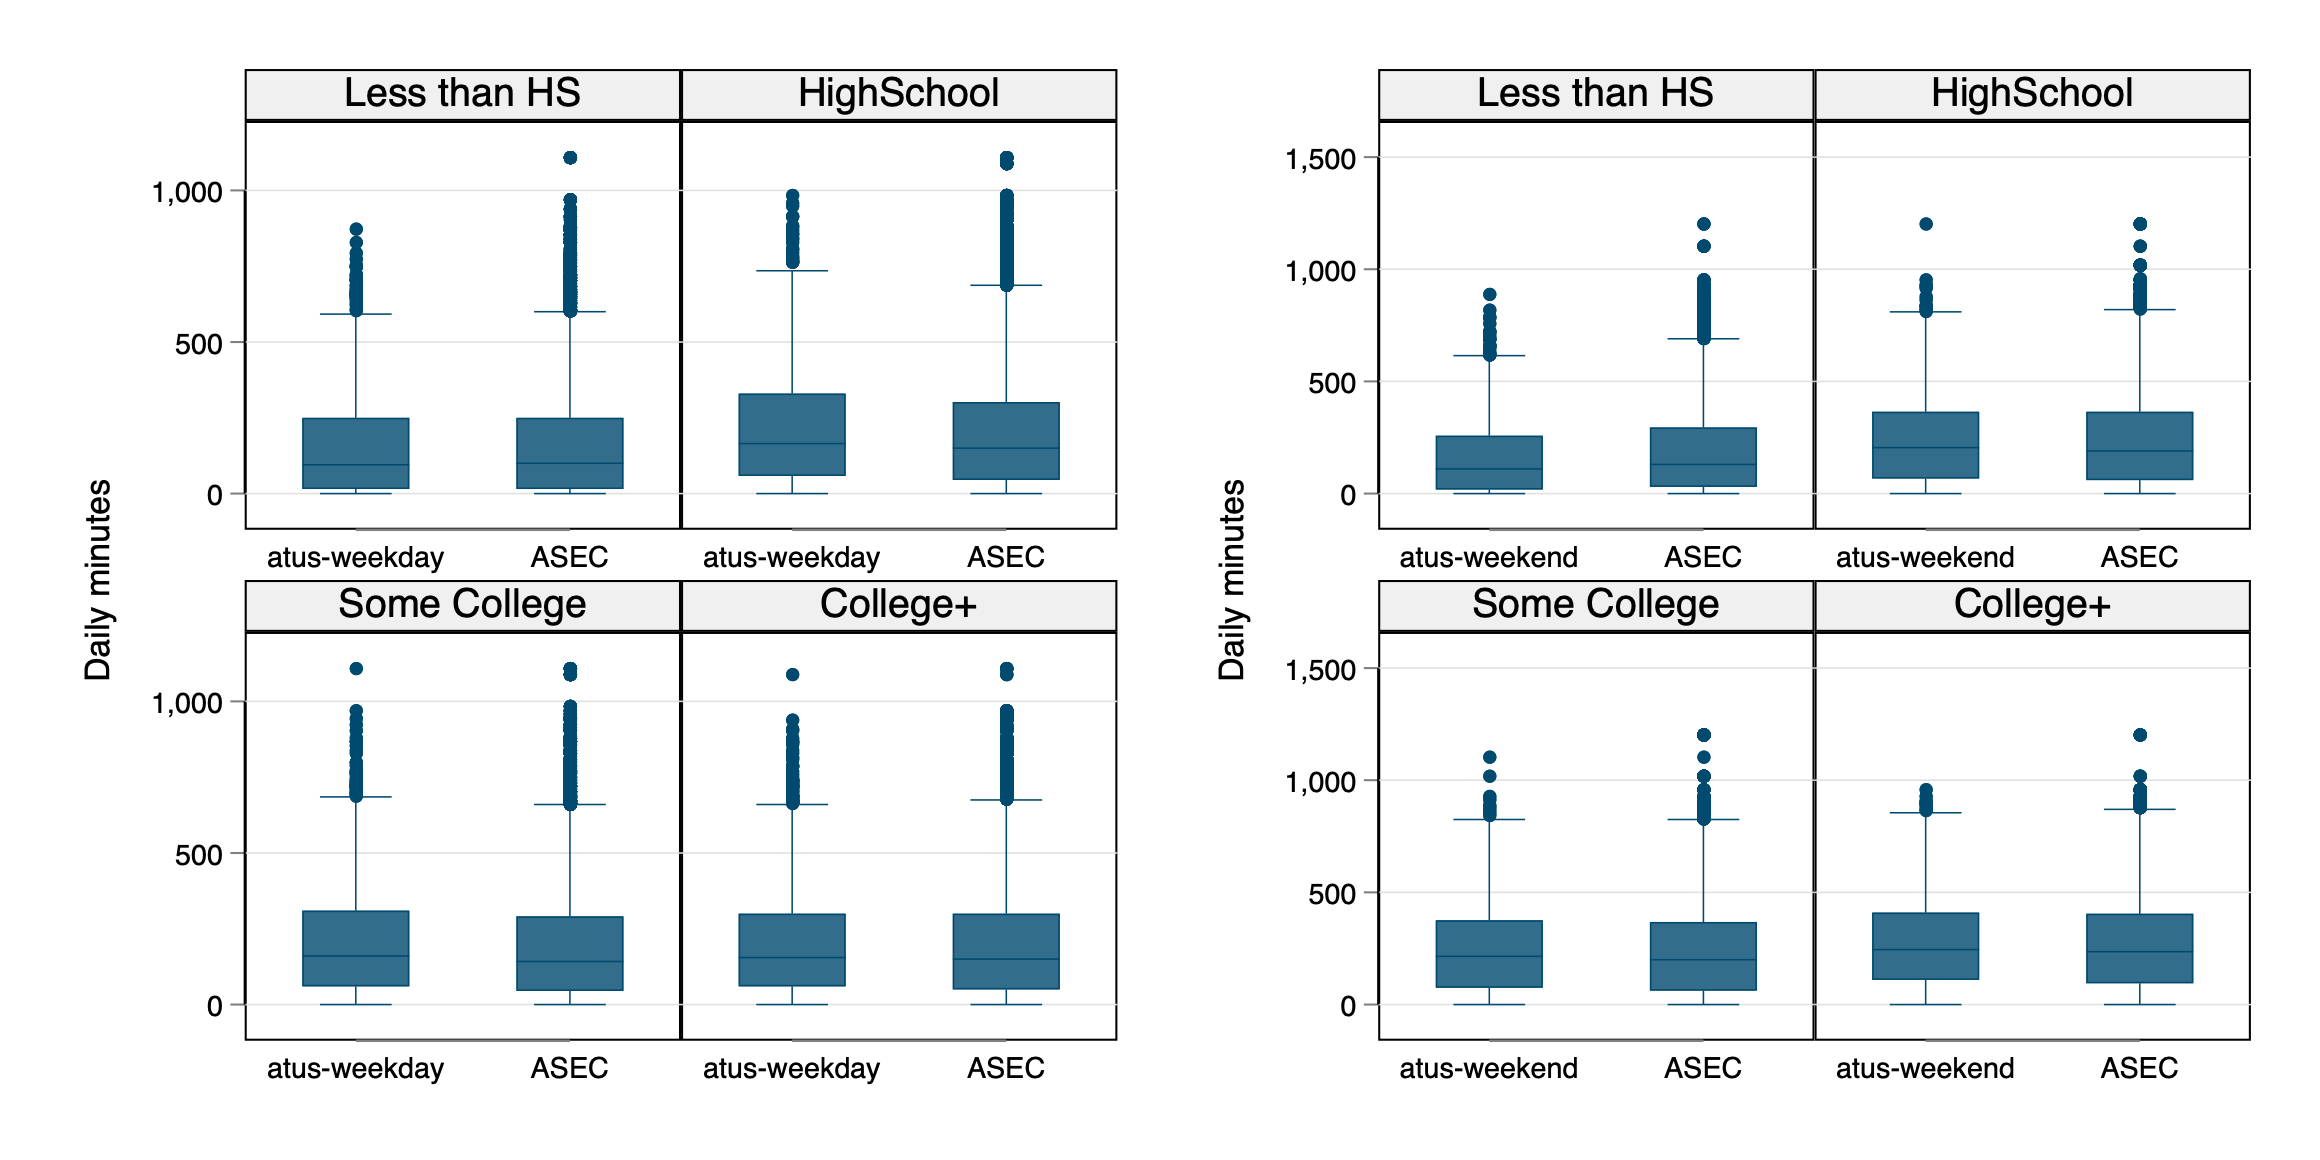 Less than HS
HighSchool
1,000
500
0
atus-weekday
ASEC
atus-weekday
ASEC
Some College
College+
1,000
500
0
atus-weekday
ASEC
atus-weekday
ASEC
Daily minutes
Less than HS
HighSchool
1,500
1,000
500
0
atus-weekend
ASEC
atus-weekend
ASEC
Some College
College+
1,500
1,000
500
0
atus-weekend
ASEC
atus-weekend
ASEC
Daily minutes